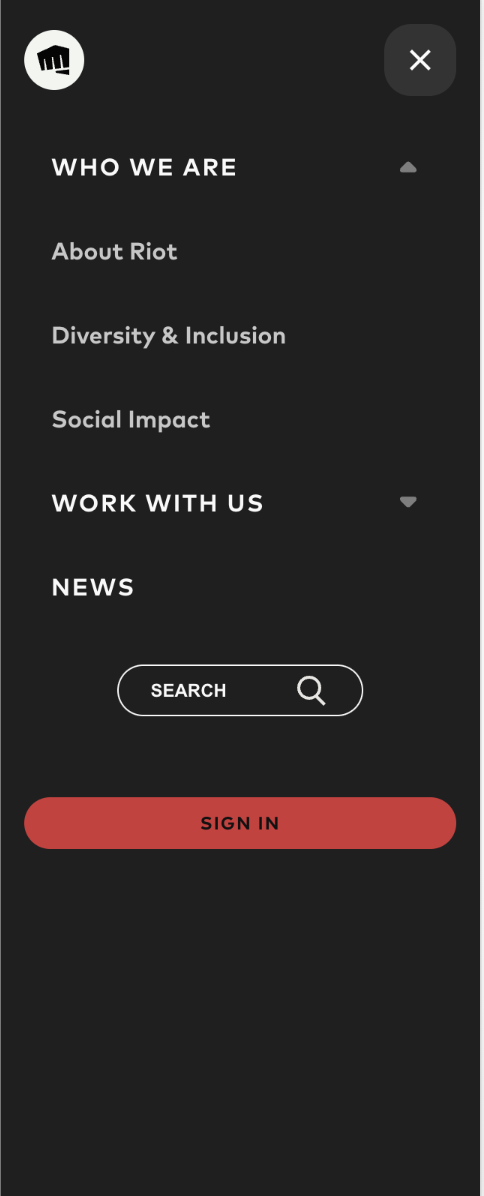 WHO WE ARE
About Riot
Diversity & Inclusion
Social Impact
WORK WITH US
NEWS
SEARCH
SIGN IN